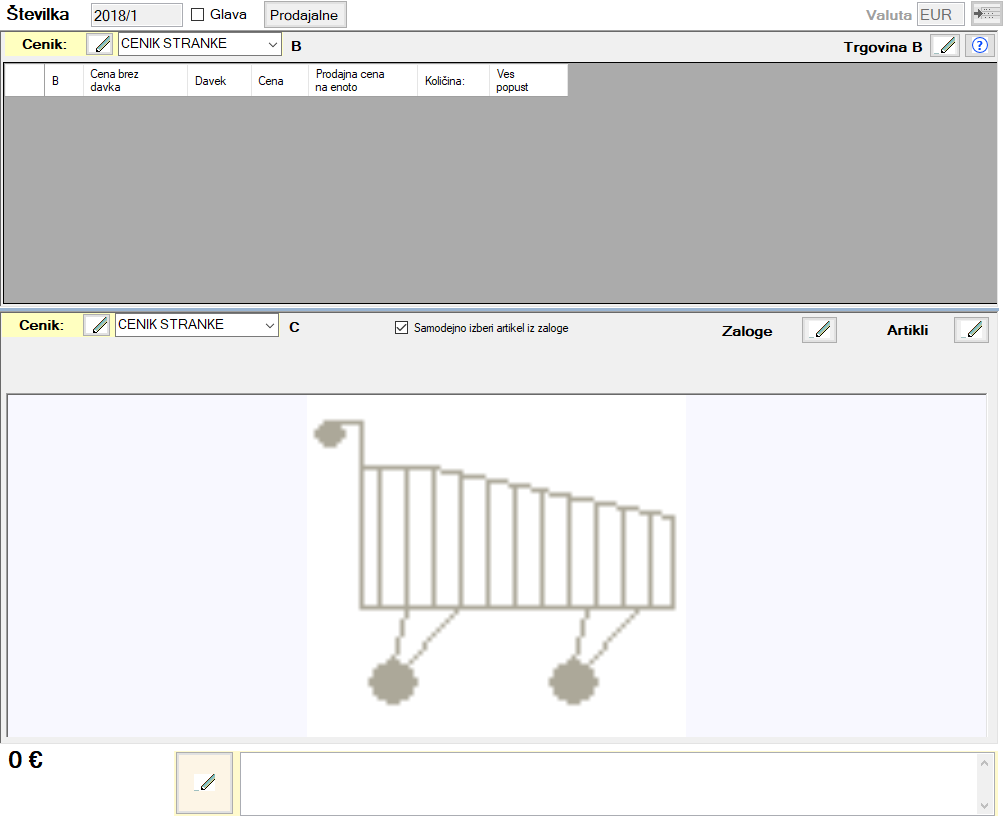 Številka 2018/1 Glava Prodajalne Valuta EUR
Cenik: CENIK STRANKE B Trgovina B ?
B Cena brez davka Davek Cena Prodajna cena na enoto Količina: Ves popust
Cenik: CENIK STRANKE C Samodejno izberi artikel iz zaloge Zaloge Artikli
0 €